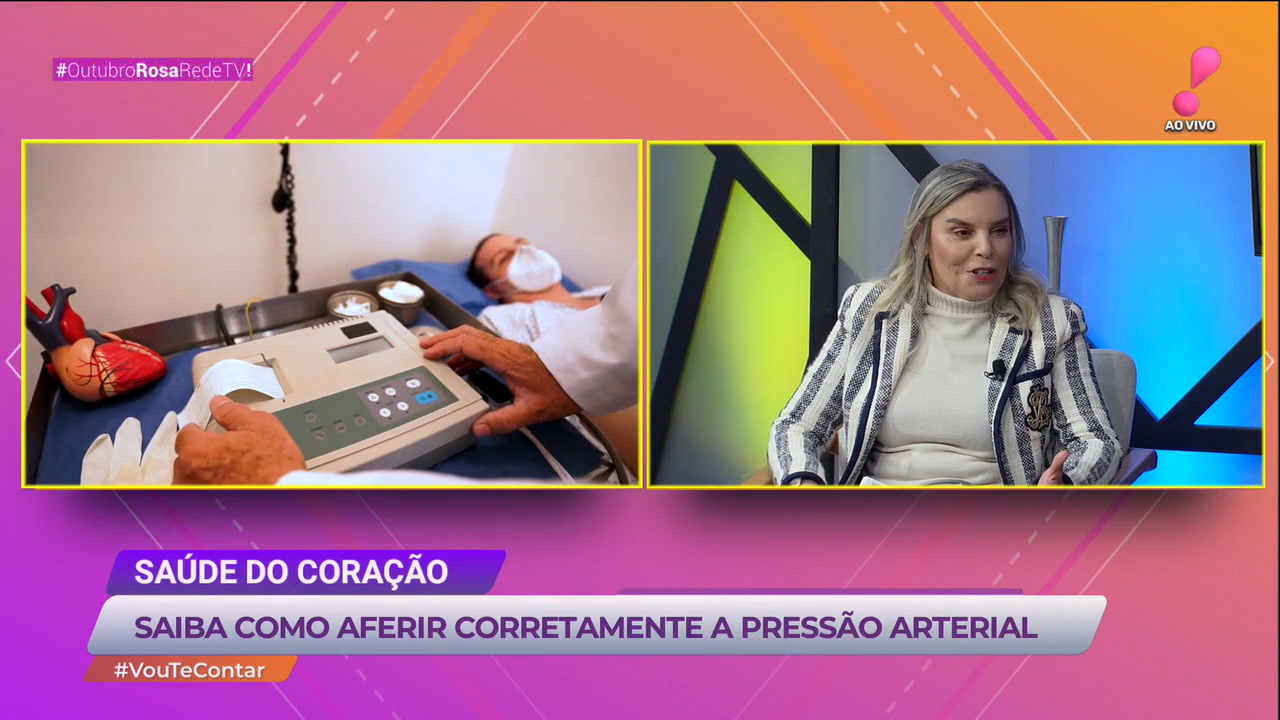 #OutubroRosaRedeTV!
AO VIVO
SAÚDE DO CORAÇÃO
SAIBA COMO AFERIR CORRETAMENTE A PRESSÃO ARTERIAL
#VouTeContar